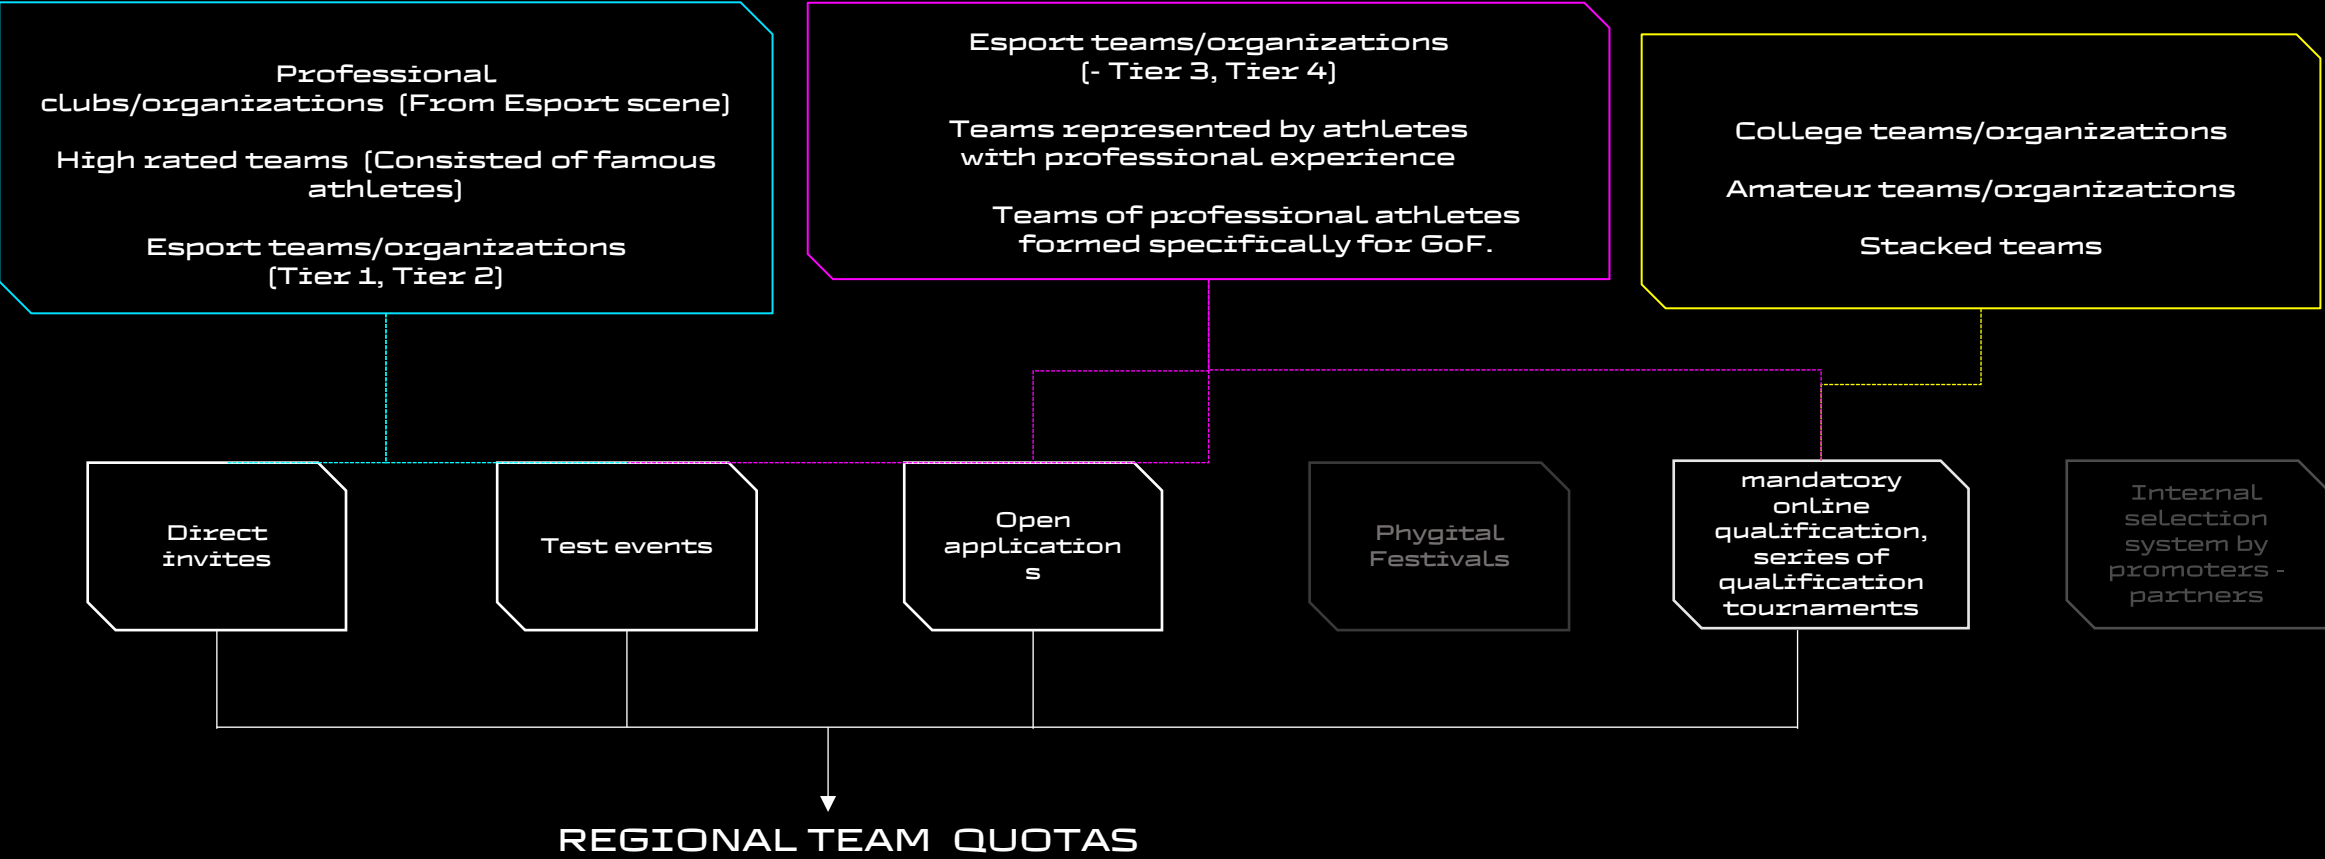 Professional
clubs/organizations (From Esport scene)
High rated teams (Consisted of famous
athletes)
Esport teams/organizations
(Tier 1, Tier 2)
Esport teams/organizations
(- Tier 3, Tier 4)
Teams represented by athletes
with professional experience
Teams of professional athletes
formed specifically for GoF.
College teams/organizations
Amateur teams/organizations
Stacked teams
Direct
invites
Test events
Open
application
s
Phygital
Festivals
mandatory
online
qualification,
series of
qualification
tournaments
Internal
selection
system by
promoters -
partners
REGIONAL TEAM QUOTAS